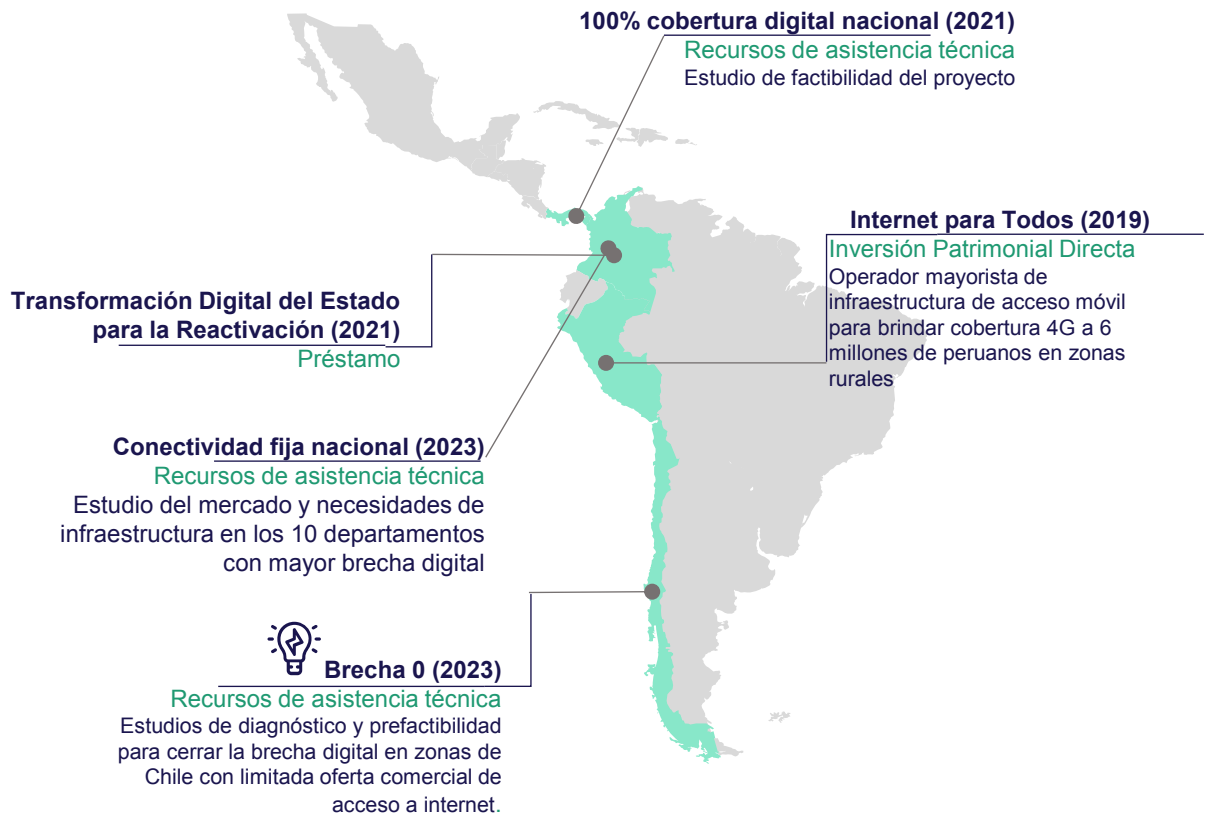 100% cobertura digital nacional (2021)
Recursos de asistencia técnica
Estudio de factibilidad del proyecto
Internet para Todos (2019)
Inversión Patrimonial Directa
Operador mayorista de
infraestructura de acceso móvil
para brindar cobertura 4G a 6
millones de peruanos en zonas
rurales
Transformación Digital del Estado
para la Reactivación (2021)
Préstamo
Conectividad fija nacional (2023)
Recursos de asistencia técnica
Estudio del mercado y necesidades de
infraestructura en los 10 departamentos
con mayor brecha digital
Brecha 0 (2023)
Recursos de asistencia técnica
Estudios de diagnóstico y prefactibilidad
para cerrar la brecha digital en zonas de
Chile con limitada oferta comercial de
acceso a internet.